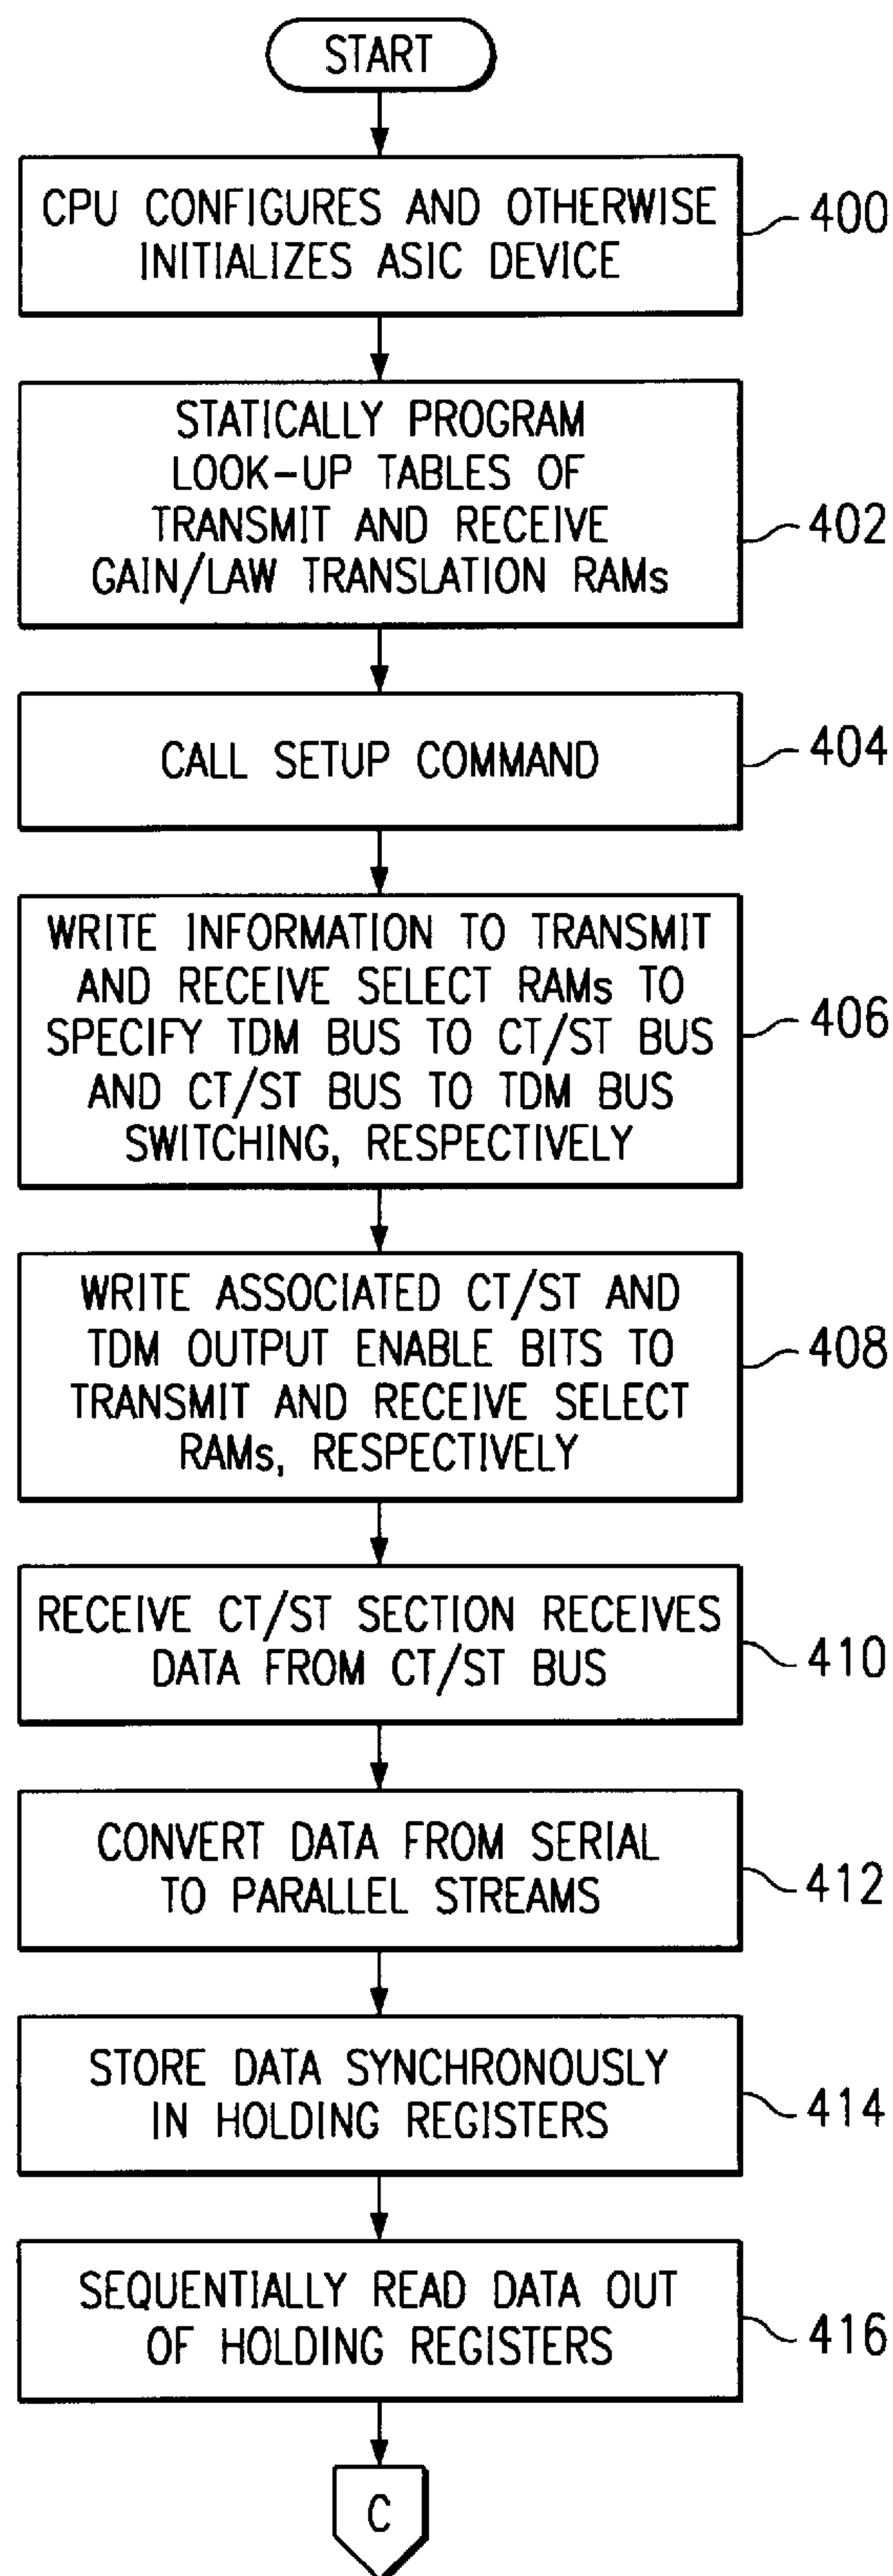 START
CPU CONFIGURES AND OTHERWISE
INITIALIZES ASIC DEVICE
400
STATICALLY PROGRAM
LOOK-UP TABLES OF
TRANSMIT AND RECEIVE
GAIN/LAW TRANSLATION RAMs
402
CALL SETUP COMMAND
404
WRITE INFORMATION TO TRANSMIT
AND RECEIVE SELECT RAMs TO
SPECIFY TDM BUS TO CT/ST BUS
AND CT/ST BUS TO TDM BUS
SWITCHING, RESPECTIVELY
406
WRITE ASSOCIATED CT/ST AND
TDM OUTPUT ENABLE BITS TO
TRANSMIT AND RECEIVE SELECT
RAMs, RESPECTIVELY
408
RECEIVE CT/ST SECTION RECEIVES
DATA FROM CT/ST BUS
410
CONVERT DATA FROM SERIAL
TO PARALLEL STREAMS
412
STORE DATA SYNCHRONOUSLY
IN HOLDING REGISTERS
414
SEQUENTIALLY READ DATA OUT
OF HOLDING REGISTERS
416
C